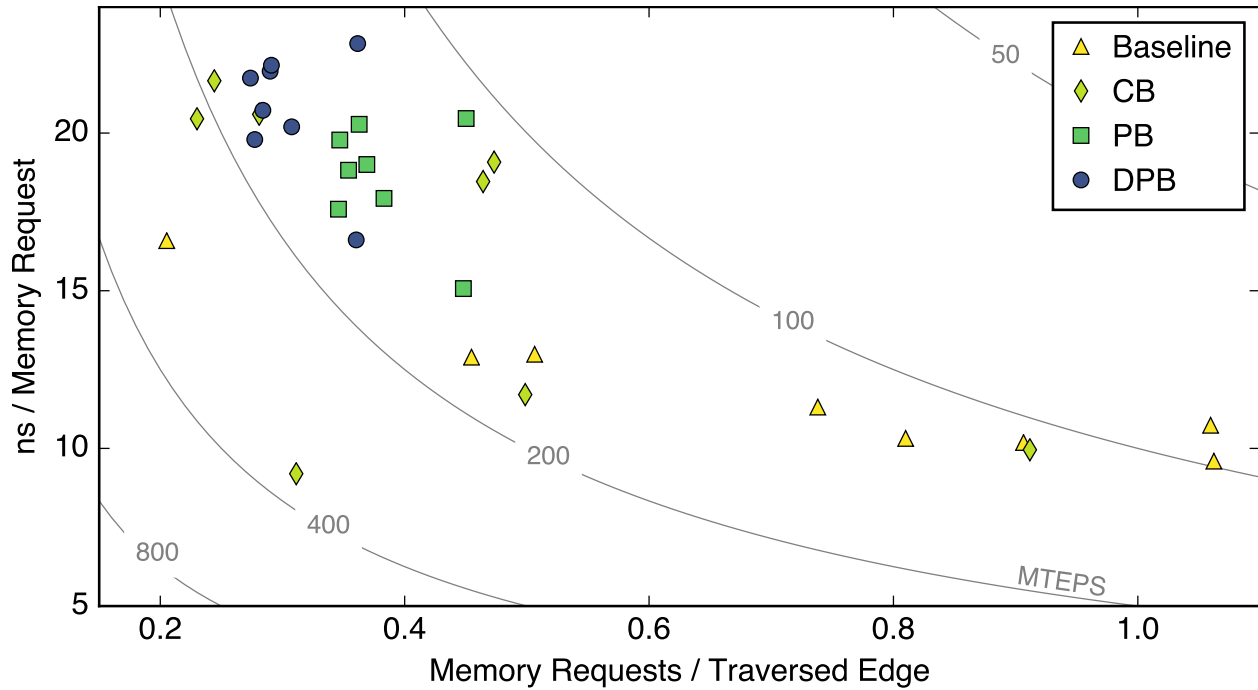 50
Baseline
CB
PB
DPB
20
15
10
5
100
200
400
800
MTEPS
0.2
0.4
0.6
0.8
1.0
ns / Memory Request
Memory Requests / Traversed Edge